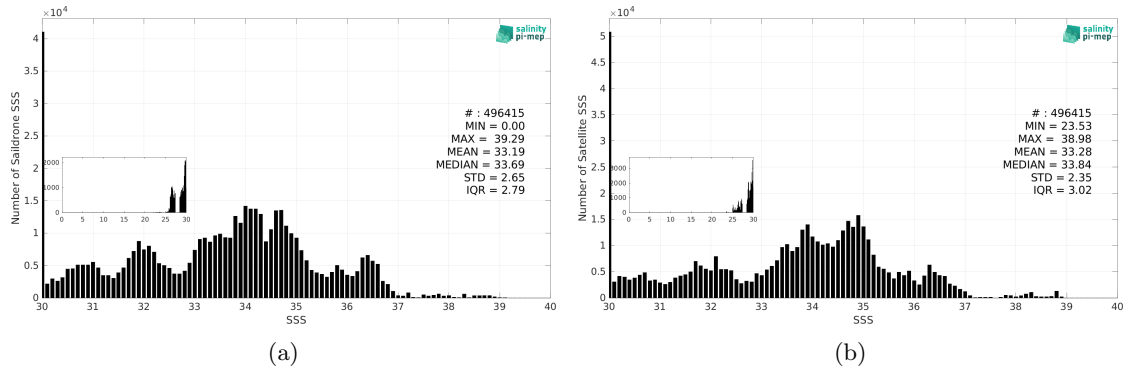 ×10^4
salinity
pi-mep
4
3.5
3
2.5
2
1.5
1
0.5
0
Number of Saildrone SSS
# : 496415
MIN = 0.00
MAX = 39.29
MEAN = 33.19
MEDIAN = 33.69
STD = 2.65
IQR = 2.79
2000
1000
0
0 5 10 15 20 25 30
30 31 32 33 34 35 36 37 38 39 40
SSS
(a)
×10^4
salinity
pi-mep
5
4.5
4
3.5
3
2.5
2
1.5
1
0.5
0
Number of Satellite SSS
# : 496415
MIN = 23.53
MAX = 38.98
MEAN = 33.28
MEDIAN = 33.84
STD = 2.35
IQR = 3.02
3000
2000
1000
0
0 5 10 15 20 25 30
30 31 32 33 34 35 36 37 38 39 40
SSS
(b)